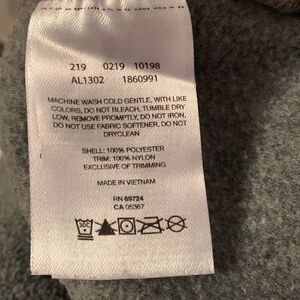 219 0219 10198
AL1302 1860991
MACHINE WASH COLD GENTLE, WITH LIKE
COLORS, DO NOT BLEACH, TUMBLE DRY
LOW, REMOVE PROMPTLY, DO NOT IRON,
DO NOT USE FABRIC SOFTENER, DO NOT
DRYCLEAN
SHELL: 100% POLYESTER
TRIM: 100% NYLON
EXCLUSIVE OF TRIMMING
MADE IN VIETNAM
RN 69724
CA 05367